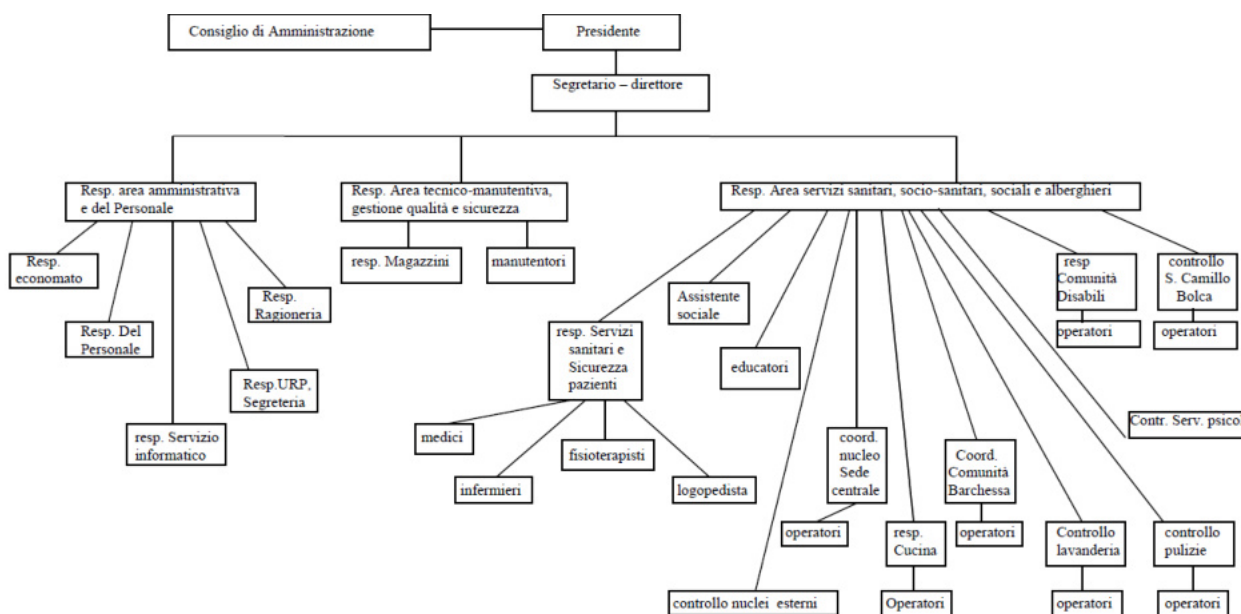 Consiglio di Amministrazione
Presidente
Segretario – direttore
Resp. area amministrativa
e del Personale
Resp. Area tecnico-manutentiva,
gestione qualità e sicurezza
Resp. Area servizi sanitari, socio-sanitari, sociali e alberghieri
Resp.
economato
Resp. Del
Personale
resp. Servizio
informatico
Resp.URP,
Segreteria
Resp.
Ragioneria
resp. Magazzini
manutentori
resp. Servizi
sanitari e
Sicurezza
pazienti
medici
infermieri
fisioterapisti
logopedista
Assistente
sociale
educatori
controllo nuclei esterni
coord.
nucleo
Sede
centrale
operatori
resp.
Cucina
Operatori
Coord.
Comunità
Barchessa
operatori
Controllo
lavanderia
operatori
controllo
pulizie
operatori
Contr. Serv. psicol
resp
Comunità
Disabili
operatori
controllo
S. Camillo
Bolca
operatori